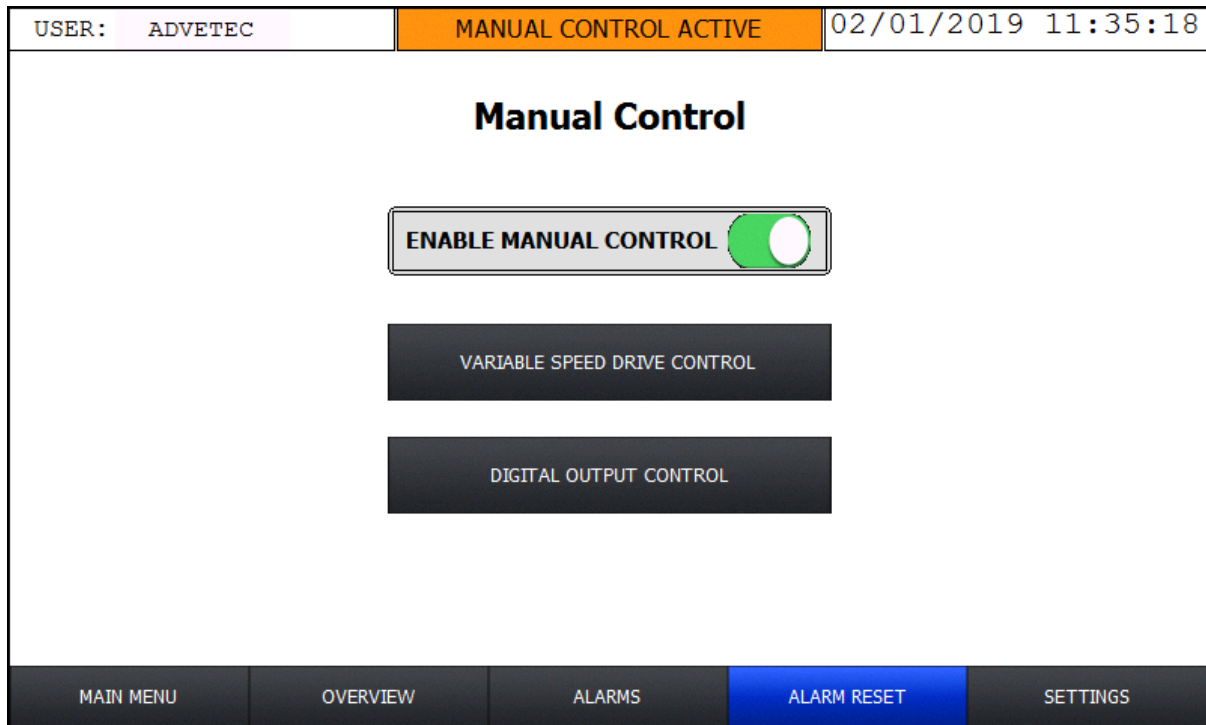 USER: ADVETEC MANUAL CONTROL ACTIVE 02/01/2019 11:35:18
Manual Control
ENABLE MANUAL CONTROL
VARIABLE SPEED DRIVE CONTROL
DIGITAL OUTPUT CONTROL
MAIN MENU OVERVIEW ALARMS ALARM RESET SETTINGS